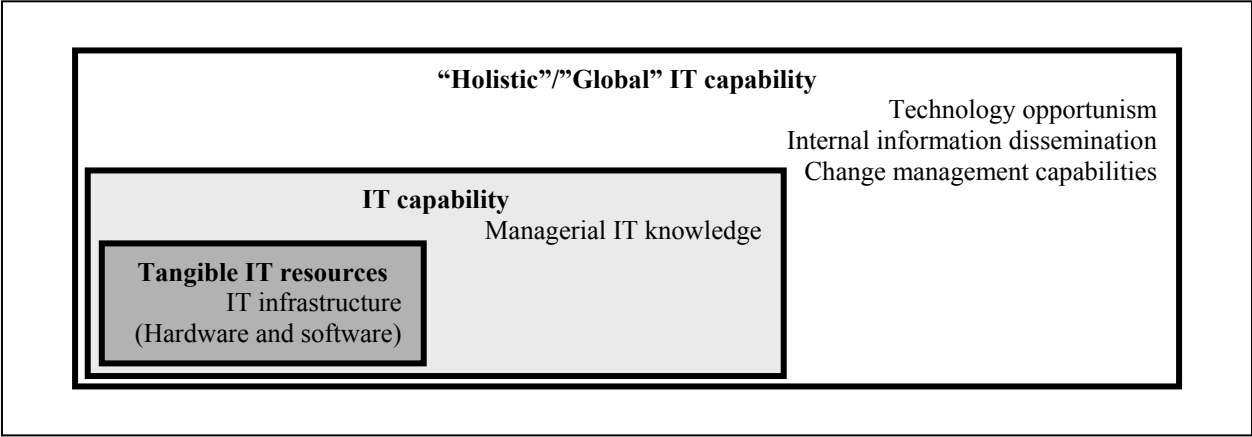 “Holistic”/”Global” IT capability
Technology opportunism
Internal information dissemination
Change management capabilities
IT capability
Managerial IT knowledge
Tangible IT resources
IT infrastructure
(Hardware and software)